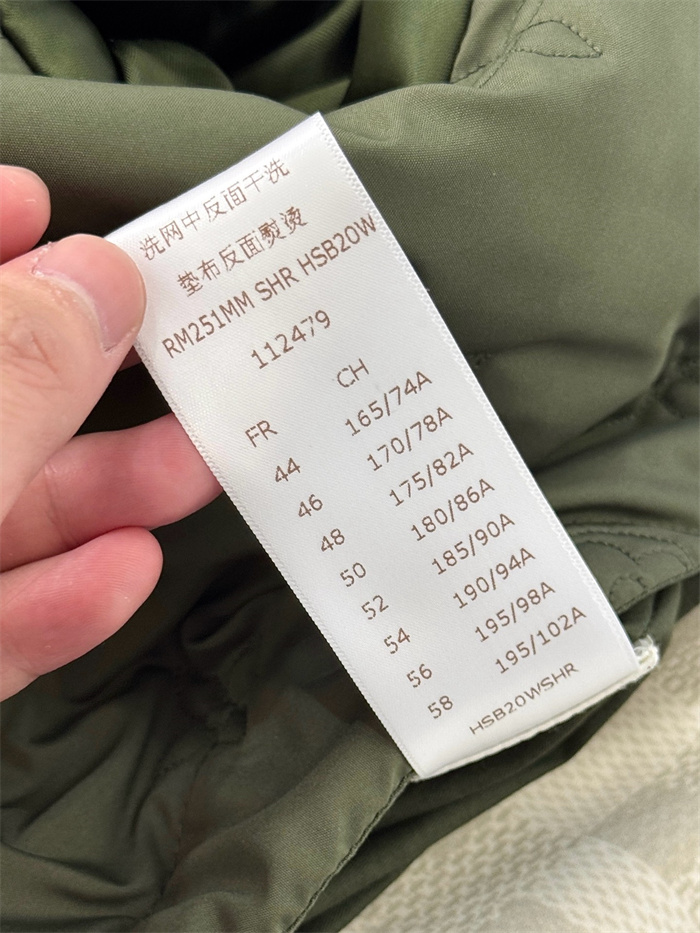 洗网中反面干洗
垫布反面熨烫
RM251MM SHR HSB20W
112479
FR CH
44 165/74A
46 170/78A
48 175/82A
50 180/86A
52 185/90A
54 190/94A
56 195/98A
58 195/102A
HSB20WSHR